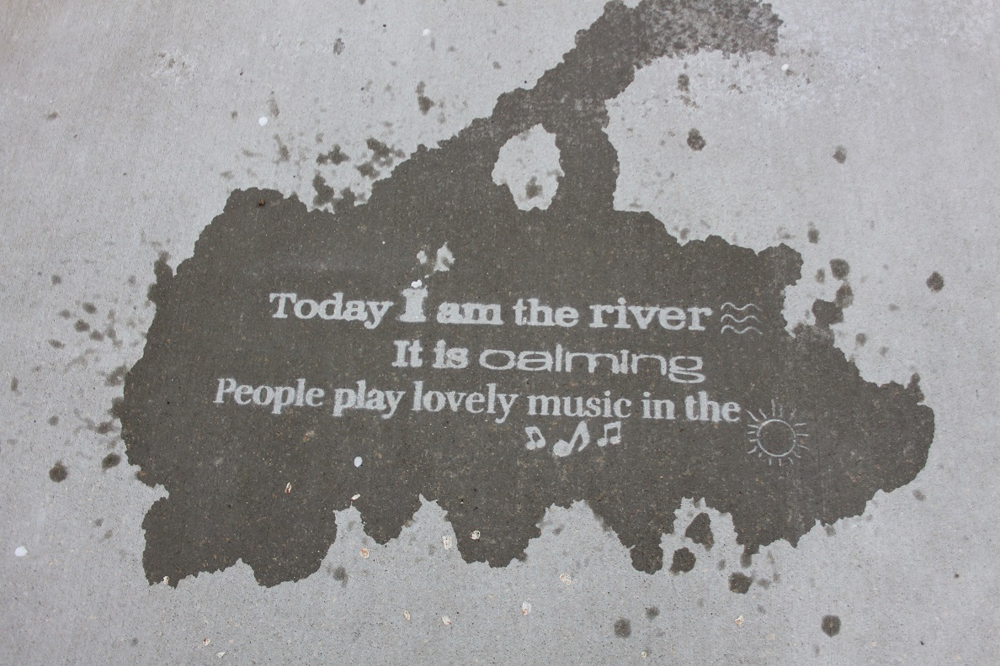 Today I am the river
It is calming
People play lovely music in the